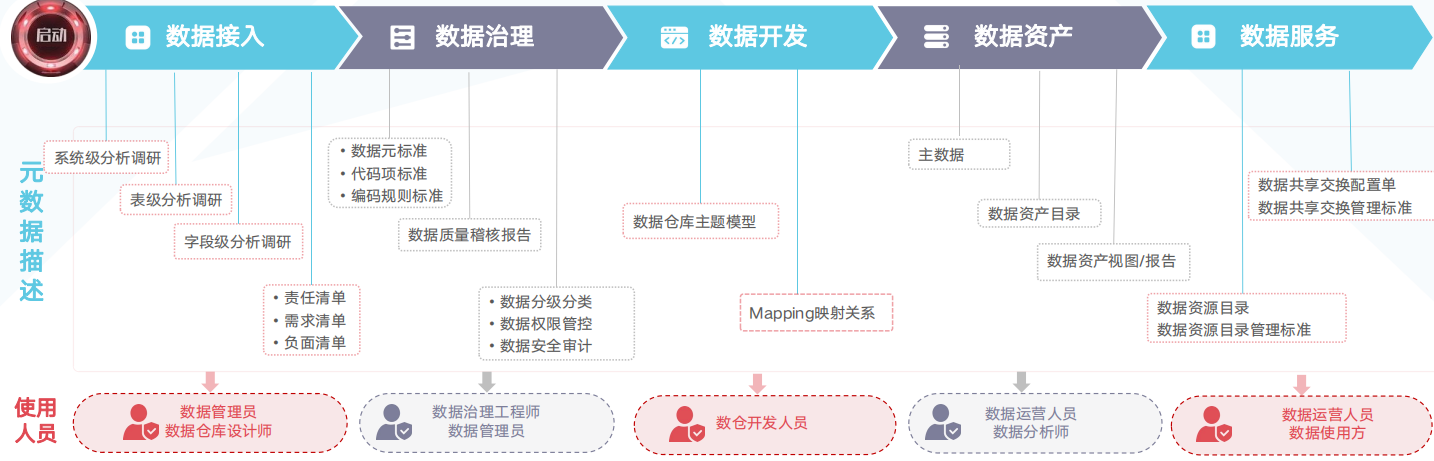 启动
数据接入
数据治理
数据开发
数据资产
数据服务
元数据描述
系统级分析调研
表级分析调研
字段级分析调研
• 责任清单
• 需求清单
• 负面清单
• 数据元标准
• 代码项标准
• 编码规则标准
数据质量稽核报告
• 数据分级分类
• 数据权限管控
• 数据安全审计
数据仓库主题模型
Mapping映射关系
主数据
数据资产目录
数据资产视图/报告
数据共享交换配置单
数据共享交换管理标准
数据资源目录
数据资源目录管理标准
使用
人员
数据管理员
数据仓库设计师
数据治理工程师
数据管理员
数仓开发人员
数据运营人员
数据分析师
数据运营人员
数据使用方